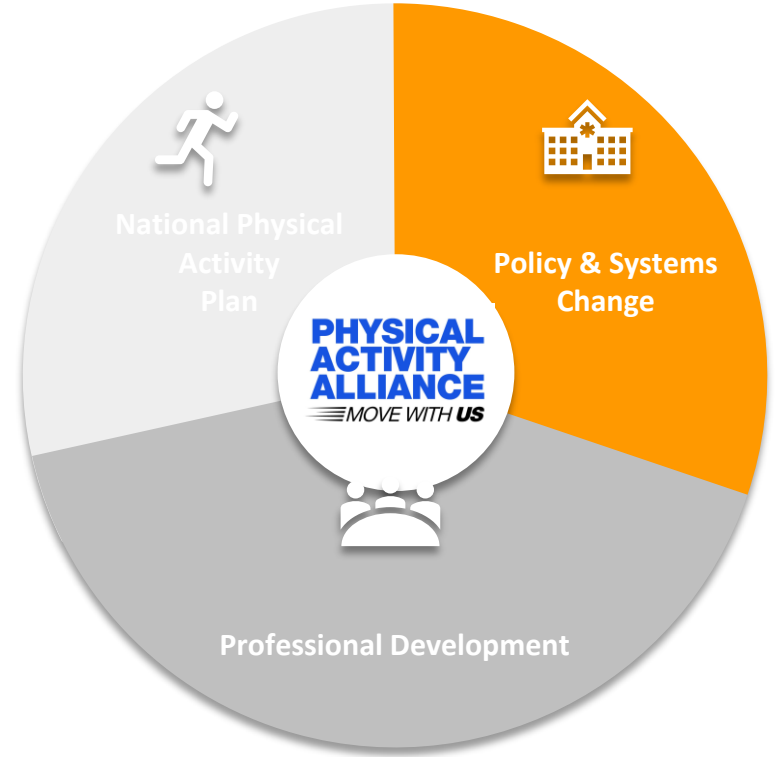 National Physical
Activity
Plan
Policy & Systems
Change
PHYSICAL
ACTIVITY
ALLIANCE
MOVE WITH US
Professional Development